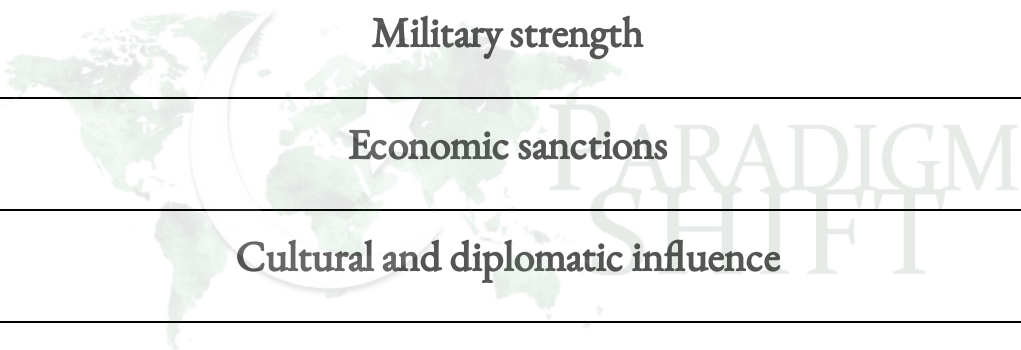 Military strength
Economic sanctions
PARADIGM
SHIFT
Cultural and diplomatic influence